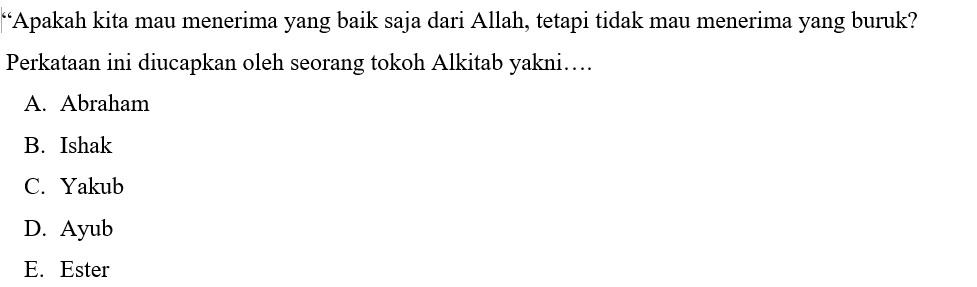 “Apakah kita mau menerima yang baik saja dari Allah, tetapi tidak mau menerima yang buruk?
Perkataan ini diucapkan oleh seorang tokoh Alkitab yakni….
A. Abraham
B. Ishak
C. Yakub
D. Ayub
E. Ester